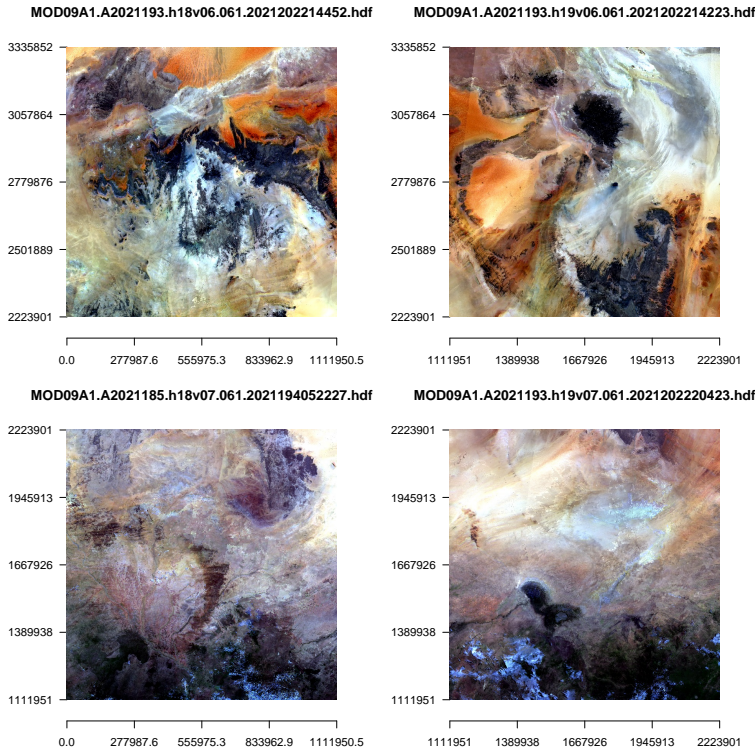 MOD09A1.A2021193.h18v06.061.2021202214452.hdf
3335852
3057864
2779876
2501889
2223901
0.0 277987.6 555975.3 833962.9 1111950.5
MOD09A1.A2021193.h19v06.061.2021202214223.hdf
3335852
3057864
2779876
2501889
2223901
1111951 1389938 1667926 1945913 2223901
MOD09A1.A2021185.h18v07.061.2021194052227.hdf
2223901
1945913
1667926
1389938
1111951
0.0 277987.6 555975.3 833962.9 1111950.5
MOD09A1.A2021193.h19v07.061.2021202220423.hdf
2223901
1945913
1667926
1389938
1111951
1111951 1389938 1667926 1945913 2223901